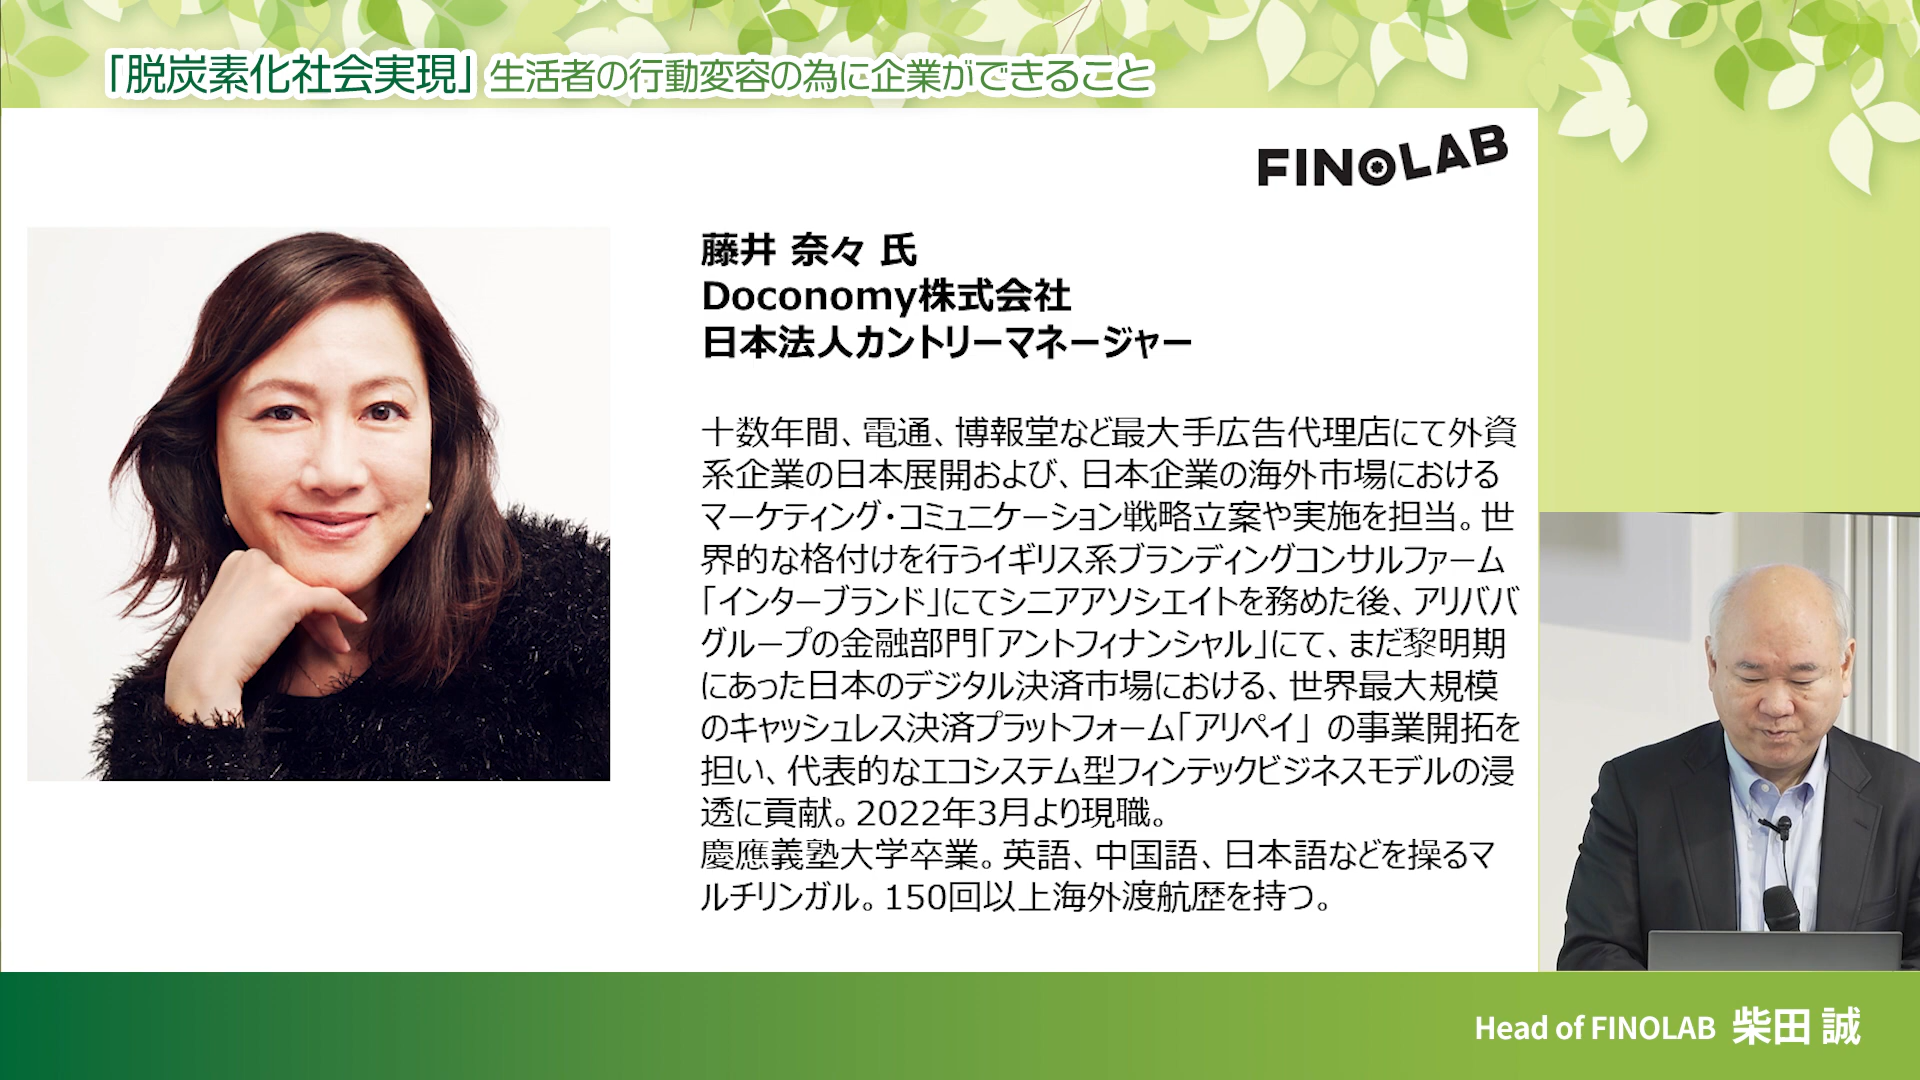 「脱炭素化社会実現」生活者の行動変容の為に企業ができること
FINOLAB
藤井 奈々 氏
Doconomy株式会社
日本法人カントリーマネージャー
十数年間、電通、博報堂など最大手広告代理店にて外資
系企業の日本展開および、日本企業の海外市場における
マーケティング・コミュニケーション戦略立案や実施を担当。世
界的な格付けを行うイギリス系ブランディングコンサルファーム
「インターブランド」にてシニアアソシエイトを務めた後、アリババ
グループの金融部門「アントフィナンシャル」にて、まだ黎明期
にあった日本のデジタル決済市場における、世界最大規模
のキャッシュレス決済プラットフォーム「アリペイ」 の事業開拓を
担い、代表的なエコシステム型フィンテックビジネスモデルの浸
透に貢献。2022年3月より現職。
慶應義塾大学卒業。英語、中国語、日本語などを操るマ
ルチリンガル。150回以上海外渡航歴を持つ。
Head of FINOLAB 柴田 誠